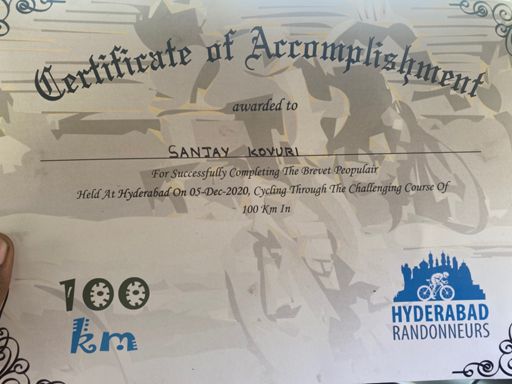 Certificate of Accomplishment
awarded to
SANJAY KOYURI
For Successfully Completing The Brevet Peopulair
Held At Hyderabad On 05-Dec-2020, Cycling Through The Challenging Course Of
100 Km In
100
km
HYDERABAD
RANDONNEURS